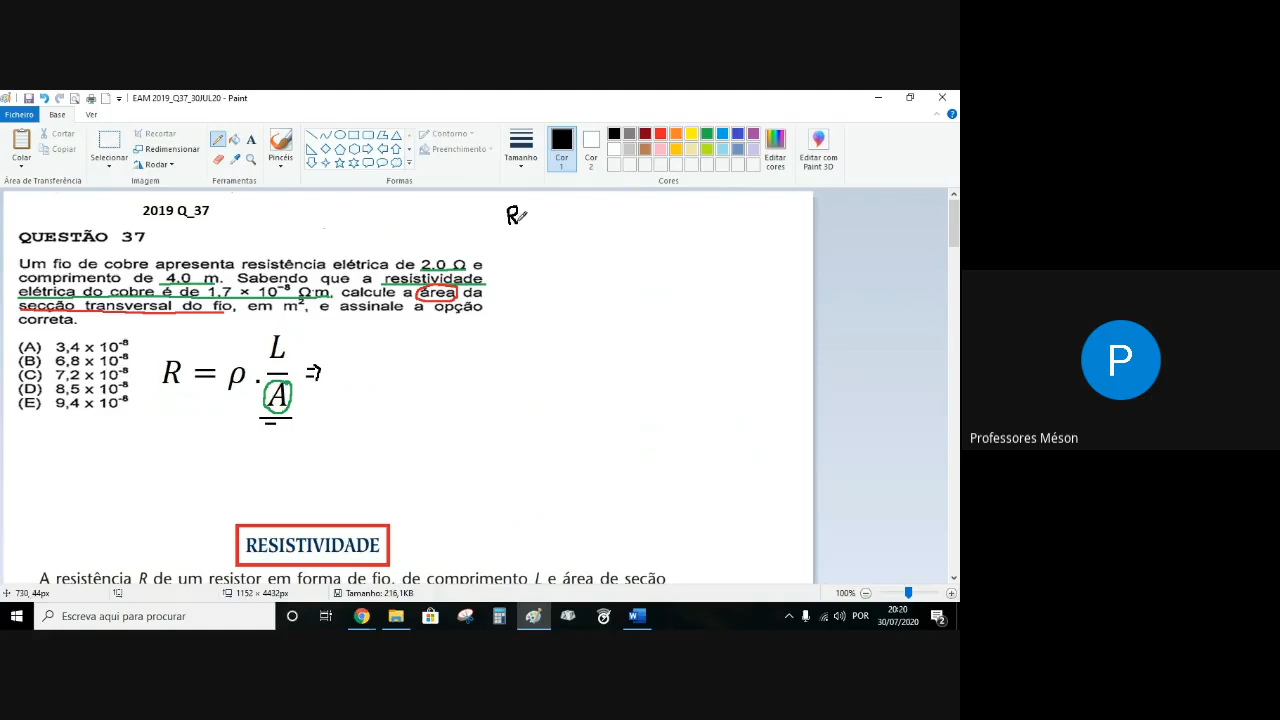 EAM 2019_Q37_30JUL20 - Paint
Ficheiro Base Ver
Colar
Cortar
Copiar
Área de Transferência
Selecionar
Recortar
Redimensionar
Rodar
Imagem
A
Ferramentas
Pincéis
Contorno
Preenchimento
Formas
Tamanho
Cor 1
Cor 2
Editar cores
Editar com Paint 3D
Cores
2019 Q_37
R
QUESTÃO 37
Um fio de cobre apresenta resistência elétrica de 2,0 Ω e
comprimento de 4,0 m. Sabendo que a resistividade
elétrica do cobre é de 1,7 × 10⁻⁸ Ω·m, calcule a área da
secção transversal do fio, em m², e assinale a opção
correta.
(A) 3,4 x 10⁻⁸
(B) 6,8 x 10⁻⁸
(C) 7,2 x 10⁻⁸
(D) 8,5 x 10⁻⁸
(E) 9,4 x 10⁻⁸
R = ρ . L / A ⇒
RESISTIVIDADE
A resistência R de um resistor em forma de fio, de comprimento L e área de seção
730, 44px
1152 × 4432px
Tamanho: 216,1KB
100%
Escreva aqui para procurar
POR
20:20
30/07/2020
2
P
Professores Méson